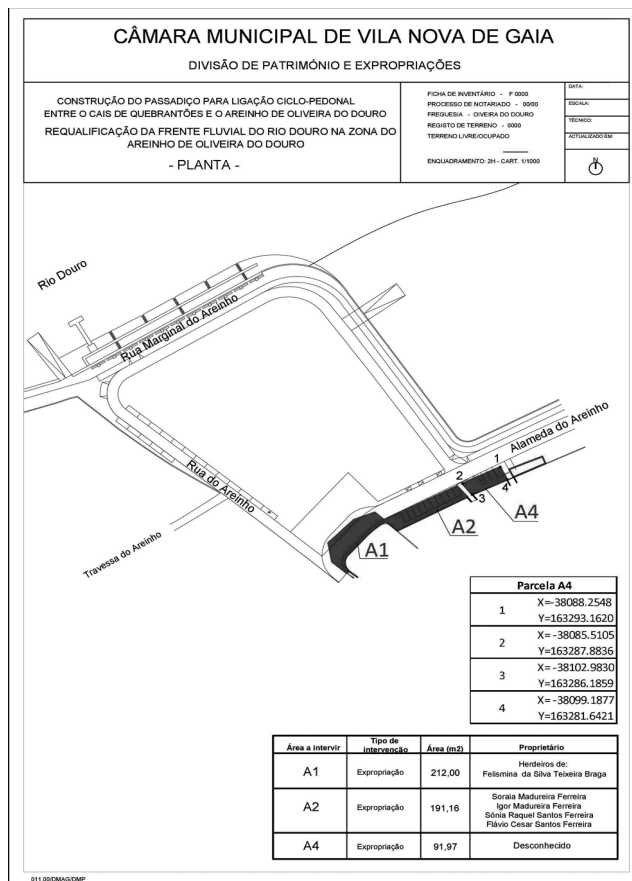 CÂMARA MUNICIPAL DE VILA NOVA DE GAIA
DIVISÃO DE PATRIMÓNIO E EXPROPRIAÇÕES
CONSTRUÇÃO DO PASSADIÇO PARA LIGAÇÃO CICLO-PEDONAL
ENTRE O CAIS DE QUEBRANTÕES E O AREINHO DE OLIVEIRA DO DOURO
REQUALIFICAÇÃO DA FRENTE FLUVIAL DO RIO DOURO NA ZONA DO
AREINHO DE OLIVEIRA DO DOURO
- PLANTA -
FICHA DE INVENTÁRIO - F 0000
PROCESSO DE NOTARIADO - 00/00
FREGUESIA - OIVEIRA DO DOURO
REGISTO DE TERRENO - 0000
TERRENO LIVRE/OCUPADO
ENQUADRAMENTO: 2H - CART. 1/1000
DATA:
ESCALA:
TÉCNICO:
ACTUALIZADO EM:
N
Rio Douro
Rua Marginal do Areinho
Alameda do Areinho
Rua do Areinho
Travessa do Areinho
1
2
3
4
A1
A2
A4
Parcela A4
1 X=-38088.2548
Y=163293.1620
2 X=-38085.5105
Y=163287.8836
3 X=-38102.9830
Y=163286.1859
4 X=-38099.1877
Y=163281.6421
Área a intervir Tipo de intervenção Área (m2) Proprietário
A1 Expropriação 212,00 Herdeiros de:
Felismina da Silva Teixeira Braga
A2 Expropriação 191,16 Soraia Madureira Ferreira
Igor Madureira Ferreira
Sónia Raquel Santos Ferreira
Flávio Cesar Santos Ferreira
A4 Expropriação 91,97 Desconhecido
011.00/DMAG/DMP